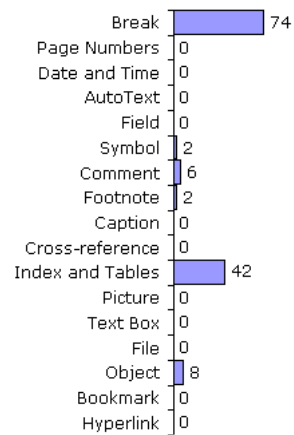 Break 74
Page Numbers 0
Date and Time 0
AutoText 0
Field 0
Symbol 2
Comment 6
Footnote 2
Caption 0
Cross-reference 0
Index and Tables 42
Picture 0
Text Box 0
File 0
Object 8
Bookmark 0
Hyperlink 0